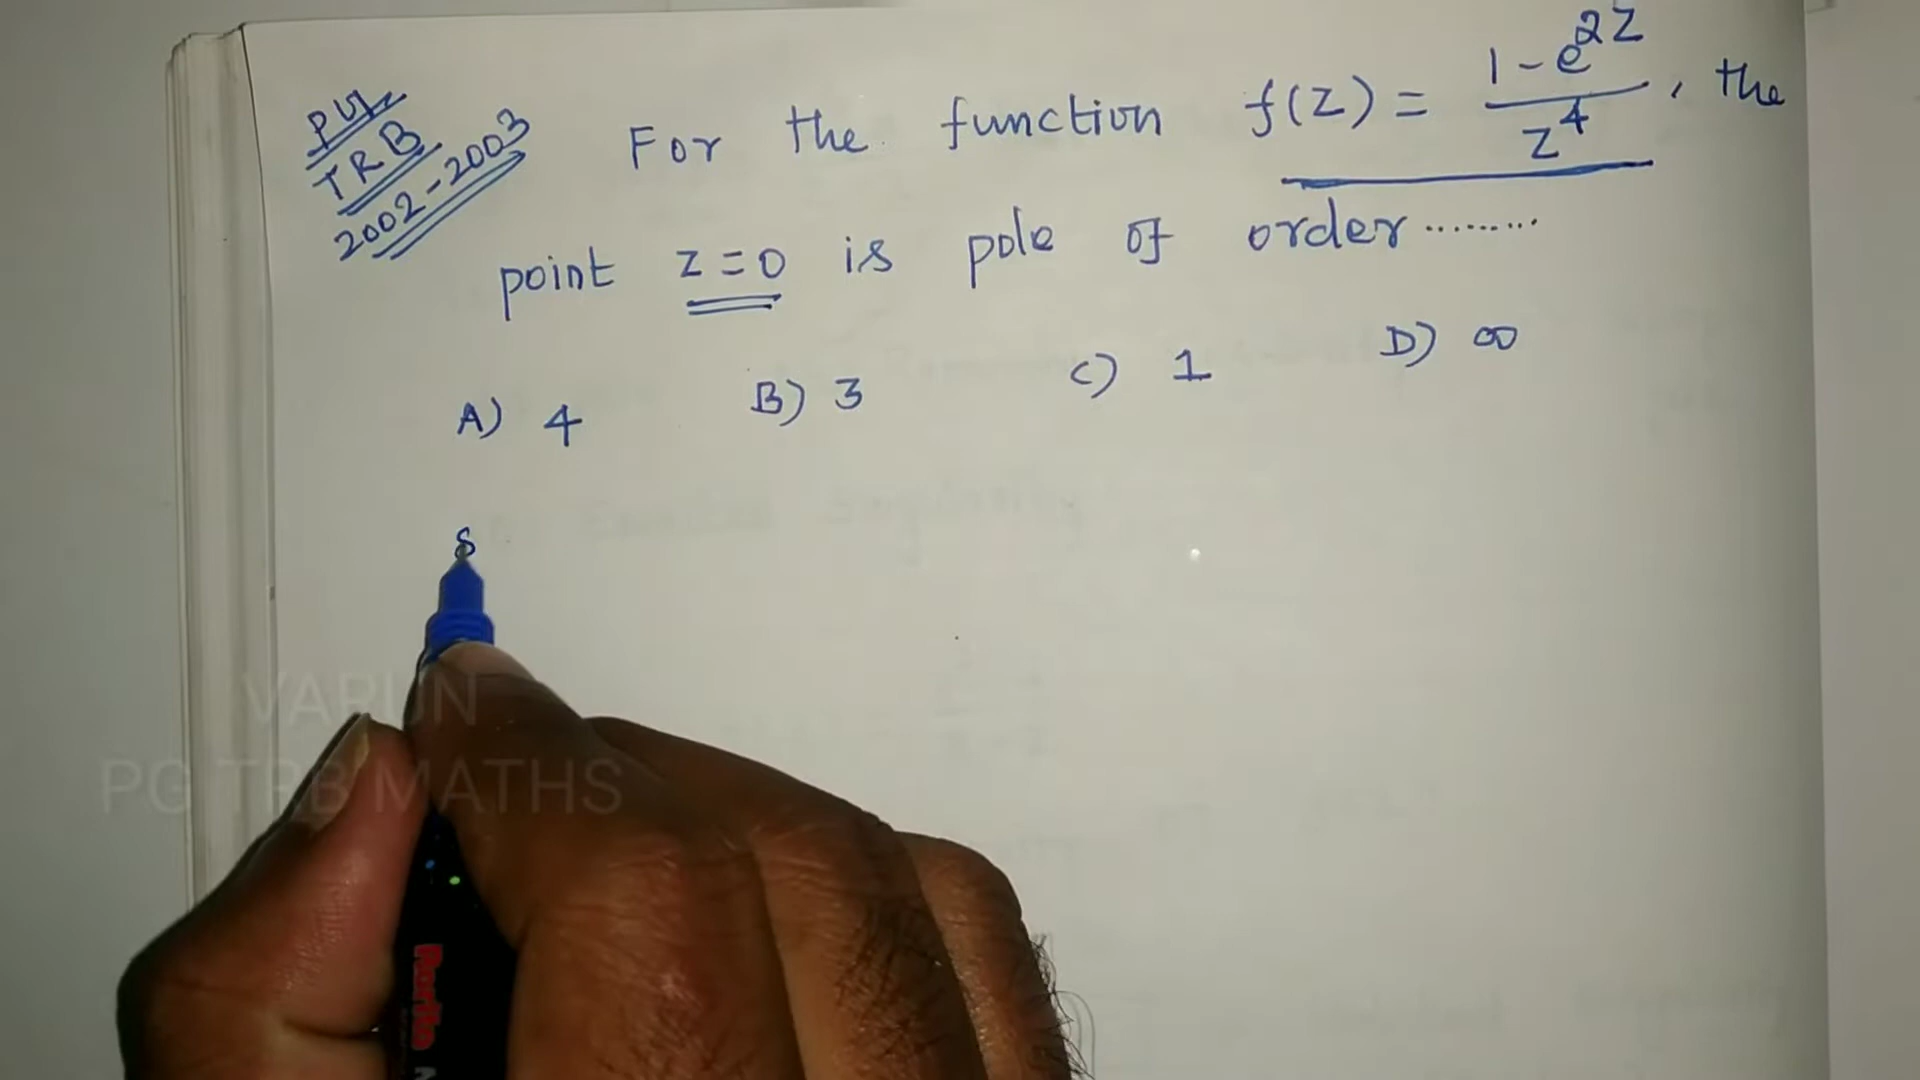 PG
TRB
2002-2003
For the function f(z) = 1-e^2z / z^4 , the
point z=0 is pole of order .........
A) 4 B) 3 C) 1 D) ∞
S
VARUN
PG TRB MATHS
Rorito